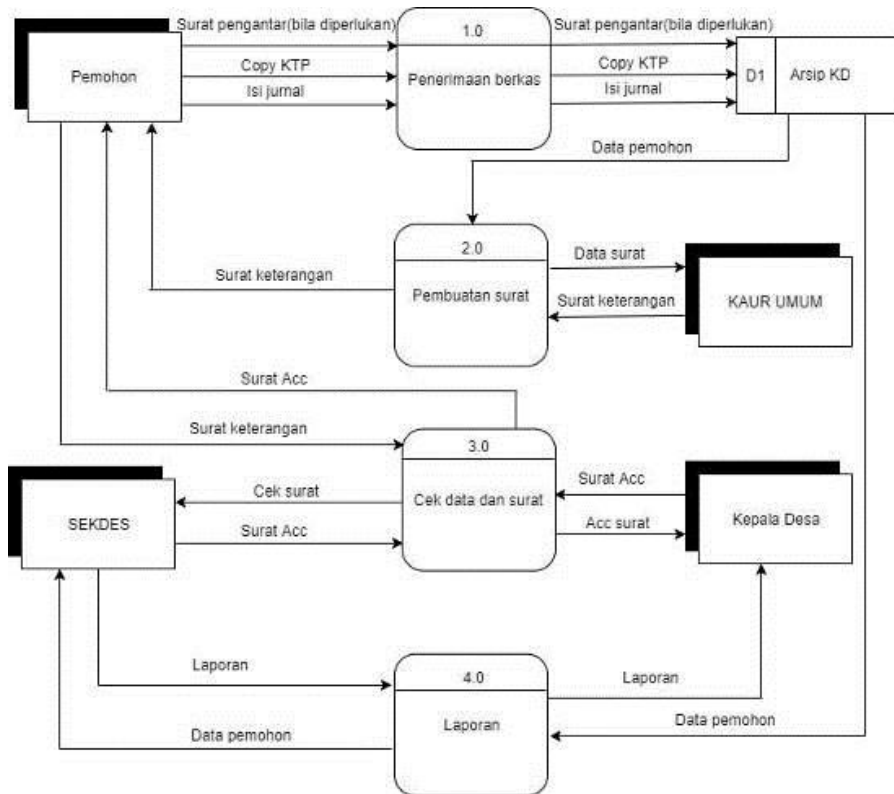 Surat pengantar(bila diperlukan)
1.0
Surat pengantar(bila diperlukan)
Pemohon
Copy KTP
Penerimaan berkas
Copy KTP
D1
Arsip KD
Isi jurnal
Isi jurnal
Data pemohon
2.0
Data surat
Surat keterangan
Pembuatan surat
Surat keterangan
KAUR UMUM
Surat Acc
Surat keterangan
3.0
Cek surat
Cek data dan surat
Surat Acc
SEKDES
Surat Acc
Acc surat
Kepala Desa
Laporan
4.0
Laporan
Data pemohon
Laporan
Data pemohon